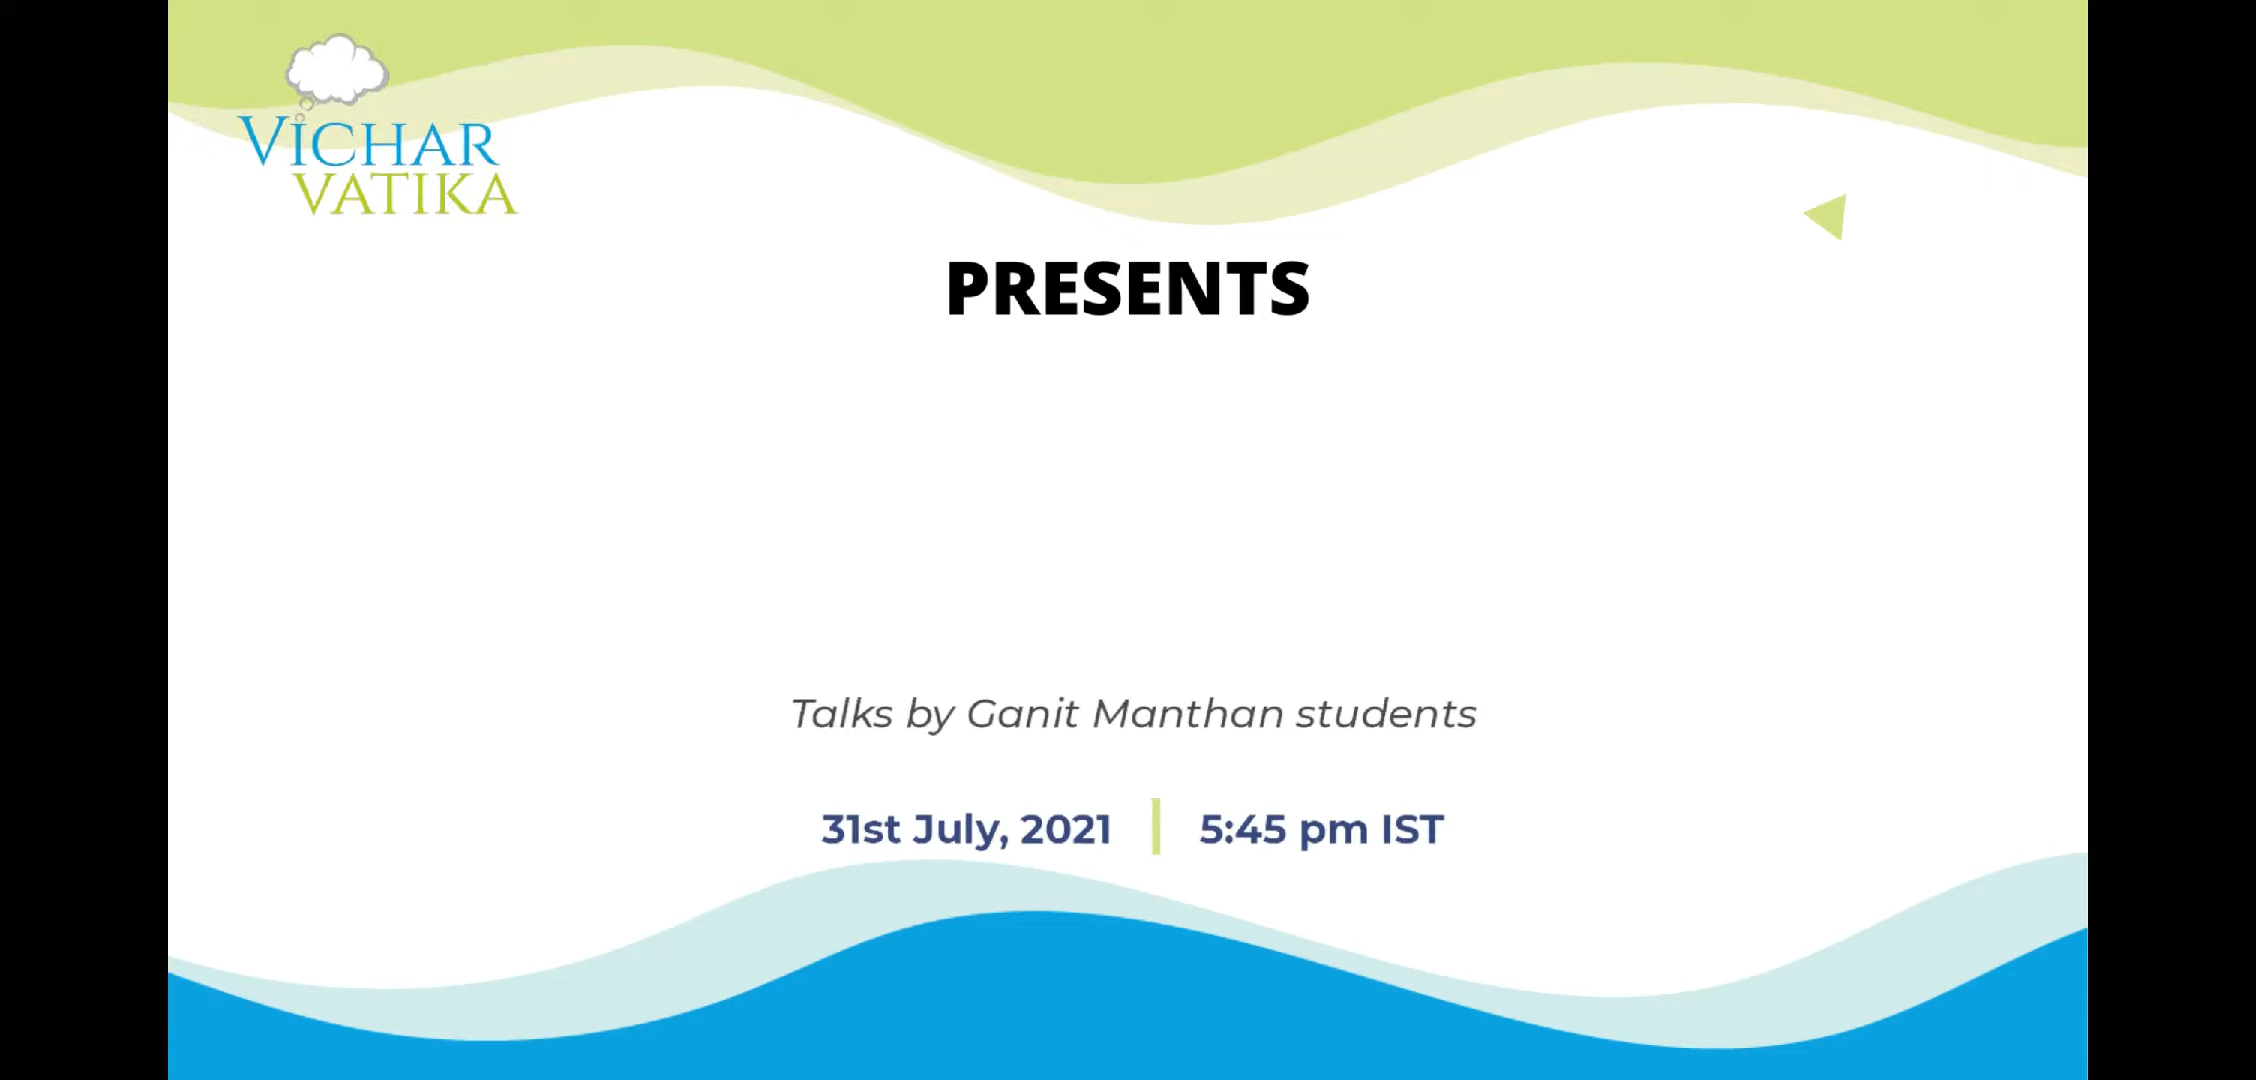 VICHAR
VATIKA
PRESENTS
Talks by Ganit Manthan students
31st July, 2021 | 5:45 pm IST